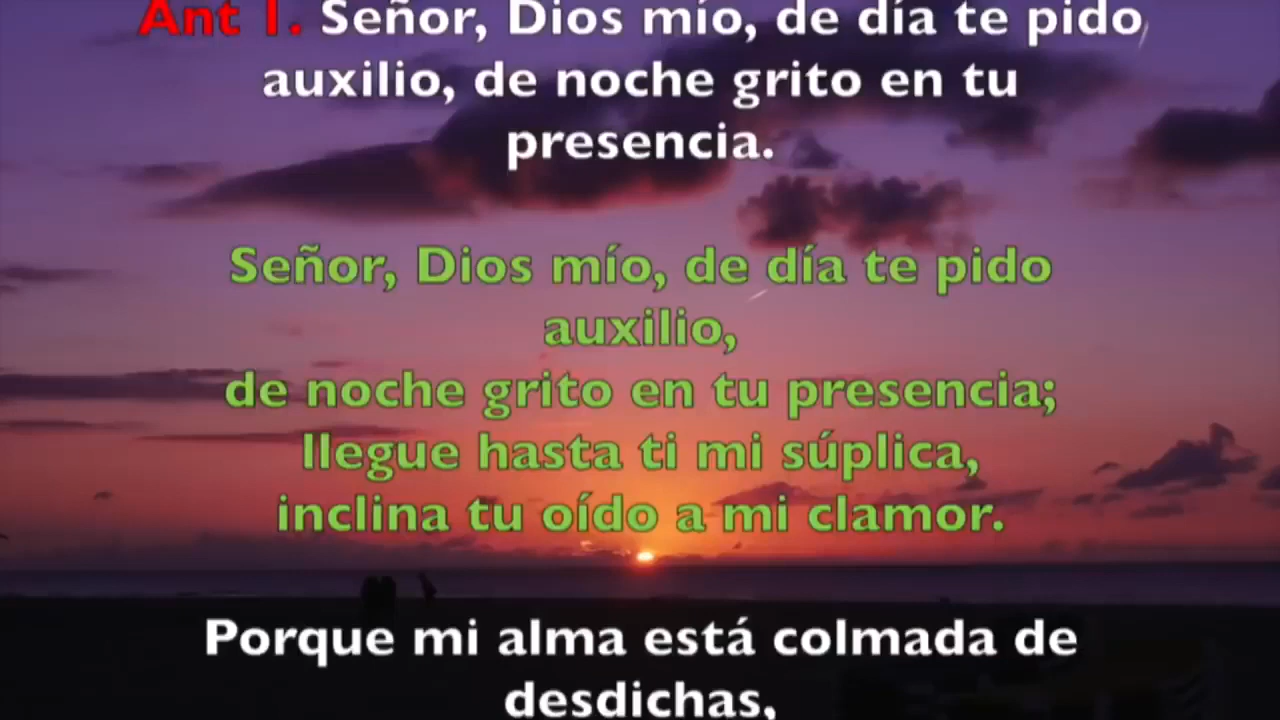 Ant 1. Señor, Dios mío, de día te pido
auxilio, de noche grito en tu
presencia.
Señor, Dios mío, de día te pido
auxilio,
de noche grito en tu presencia;
llegue hasta ti mi súplica,
inclina tu oído a mi clamor.
Porque mi alma está colmada de
desdichas,